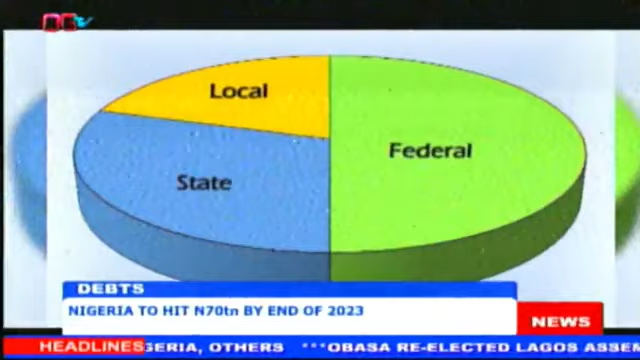 Local
Federal
State
DEBTS
NIGERIA TO HIT N70tn BY END OF 2023
NEWS
HEADLINES GERIA, OTHERS ***OBASA RE-ELECTED LAGOS ASSEM